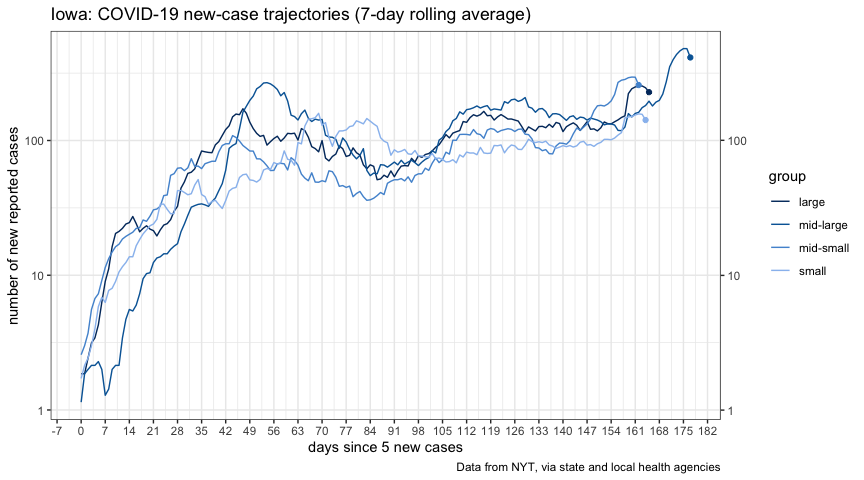 Iowa: COVID-19 new-case trajectories (7-day rolling average)
number of new reported cases
100
10
1
100
10
1
-7 0 7 14 21 28 35 42 49 56 63 70 77 84 91 98 105 112 119 126 133 140 147 154 161 168 175 182
days since 5 new cases
group
large
mid-large
mid-small
small
Data from NYT, via state and local health agencies